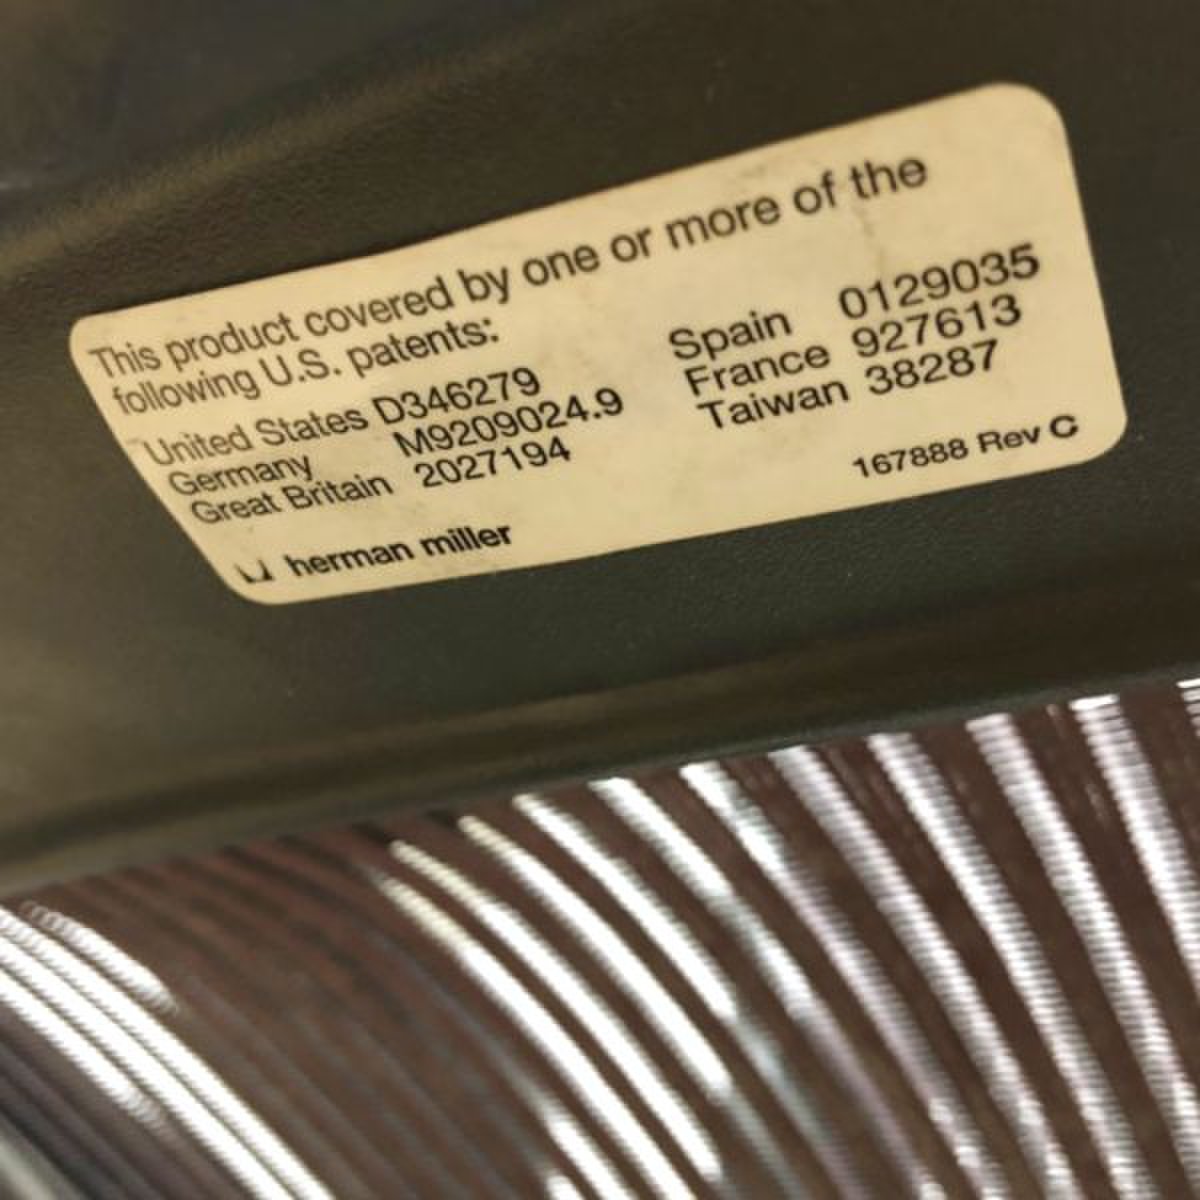 This product covered by one or more of the
following U.S. patents:
United States D346279
Germany M9209024.9
Great Britain 2027194
Spain 0129035
France 927613
Taiwan 38287
167888 Rev C
herman miller